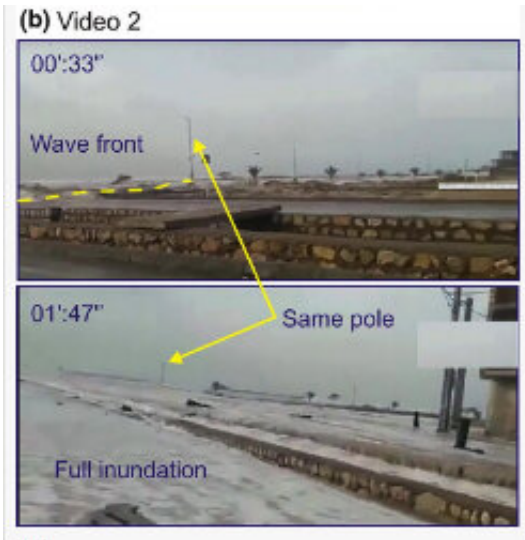 (b) Video 2
00':33"
Wave front
01':47"
Same pole
Full inundation